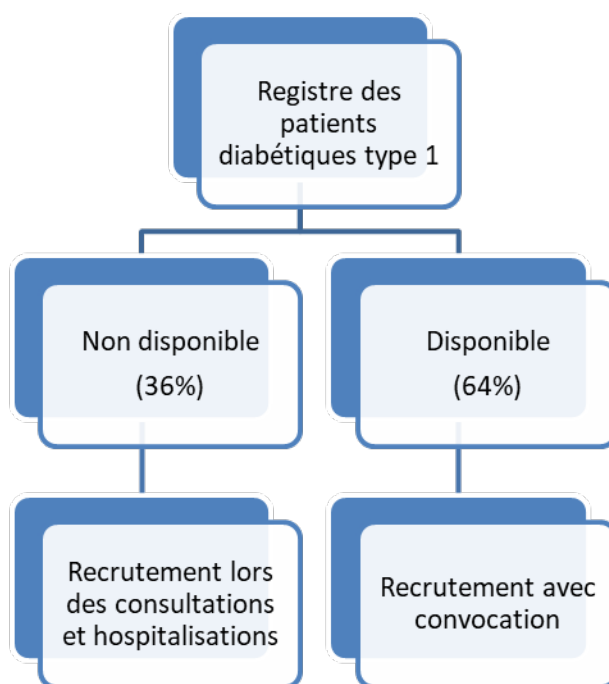 Registre des
patients
diabétiques type 1
Non disponible
(36%)
Disponible
(64%)
Recrutement lors
des consultations
et hospitalisations
Recrutement avec
convocation